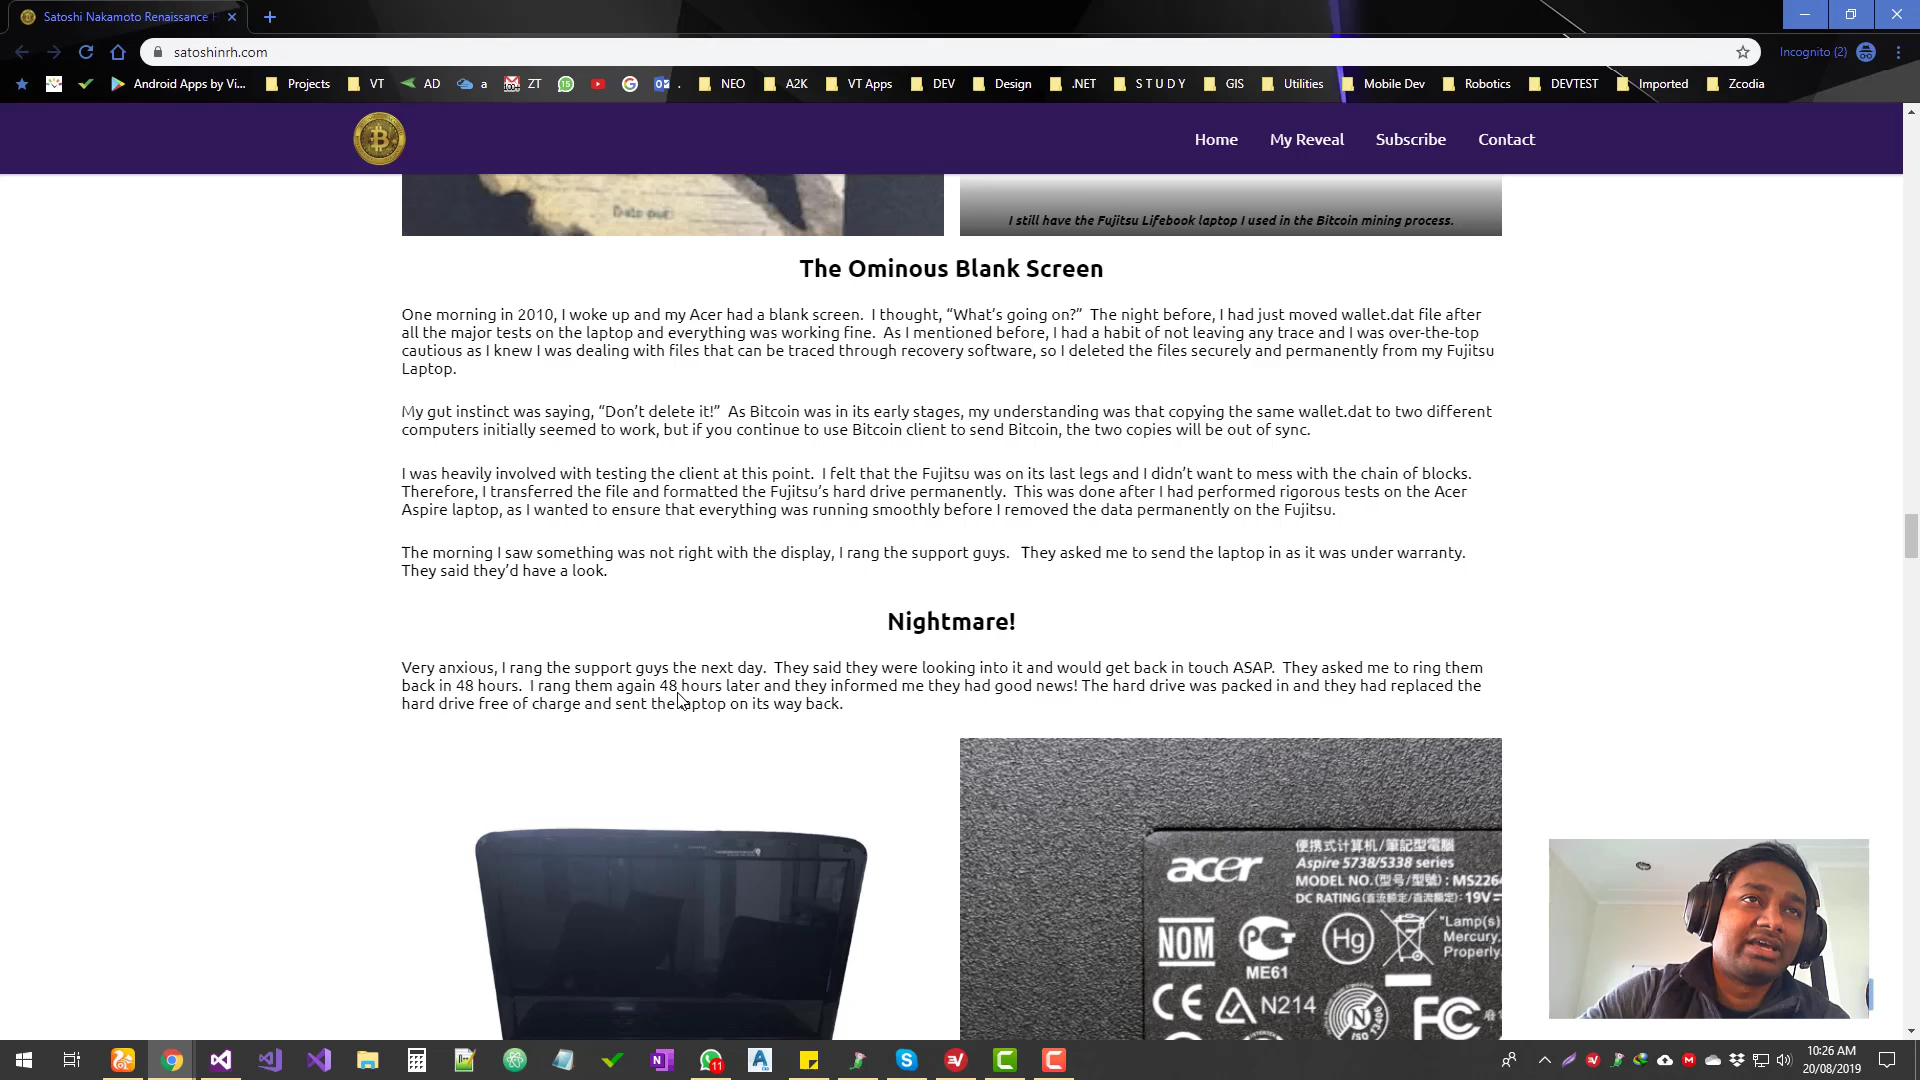 Satoshi Nakamoto Renaissance H
satoshinrh.com
Incognito (2)
Android Apps by Vi...
Projects
VT
AD
a
ZT
.
NEO
A2K
VT Apps
DEV
Design
.NET
S T U D Y
GIS
Utilities
Mobile Dev
Robotics
DEVTEST
Imported
Zcodia
Home
My Reveal
Subscribe
Contact
Date our
I still have the Fujitsu Lifebook laptop I used in the Bitcoin mining process.
The Ominous Blank Screen
One morning in 2010, I woke up and my Acer had a blank screen. I thought, “What’s going on?” The night before, I had just moved wallet.dat file after
all the major tests on the laptop and everything was working fine. As I mentioned before, I had a habit of not leaving any trace and I was over-the-top
cautious as I knew I was dealing with files that can be traced through recovery software, so I deleted the files securely and permanently from my Fujitsu
Laptop.
My gut instinct was saying, “Don’t delete it!” As Bitcoin was in its early stages, my understanding was that copying the same wallet.dat to two different
computers initially seemed to work, but if you continue to use Bitcoin client to send Bitcoin, the two copies will be out of sync.
I was heavily involved with testing the client at this point. I felt that the Fujitsu was on its last legs and I didn’t want to mess with the chain of blocks.
Therefore, I transferred the file and formatted the Fujitsu’s hard drive permanently. This was done after I had performed rigorous tests on the Acer
Aspire laptop, as I wanted to ensure that everything was running smoothly before I removed the data permanently on the Fujitsu.
The morning I saw something was not right with the display, I rang the support guys. They asked me to send the laptop in as it was under warranty.
They said they’d have a look.
Nightmare!
Very anxious, I rang the support guys the next day. They said they were looking into it and would get back in touch ASAP. They asked me to ring them
back in 48 hours. I rang them again 48 hours later and they informed me they had good news! The hard drive was packed in and they had replaced the
hard drive free of charge and sent the laptop on its way back.
acer
便携式计算机/筆記型電腦
Aspire 5738/5338 series
MODEL NO.(型号/型號) : MS2264
DC RATING(直流额定/直流額定) : 19V
NOM
ME61
Hg
"Lamp(s)
Mercury,
Properly.
CE
N214
FC
10:26 AM
20/08/2019